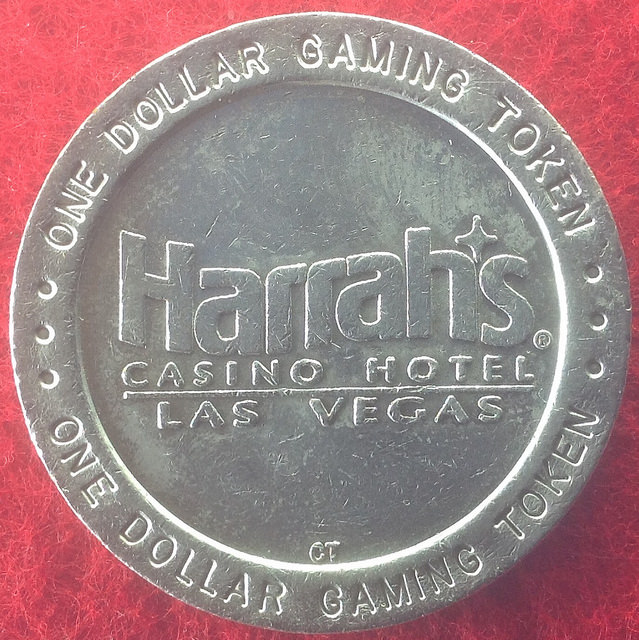 ONE DOLLAR GAMING TOKEN
Harrah's®
CASINO HOTEL
LAS VEGAS
CT
ONE DOLLAR GAMING TOKEN